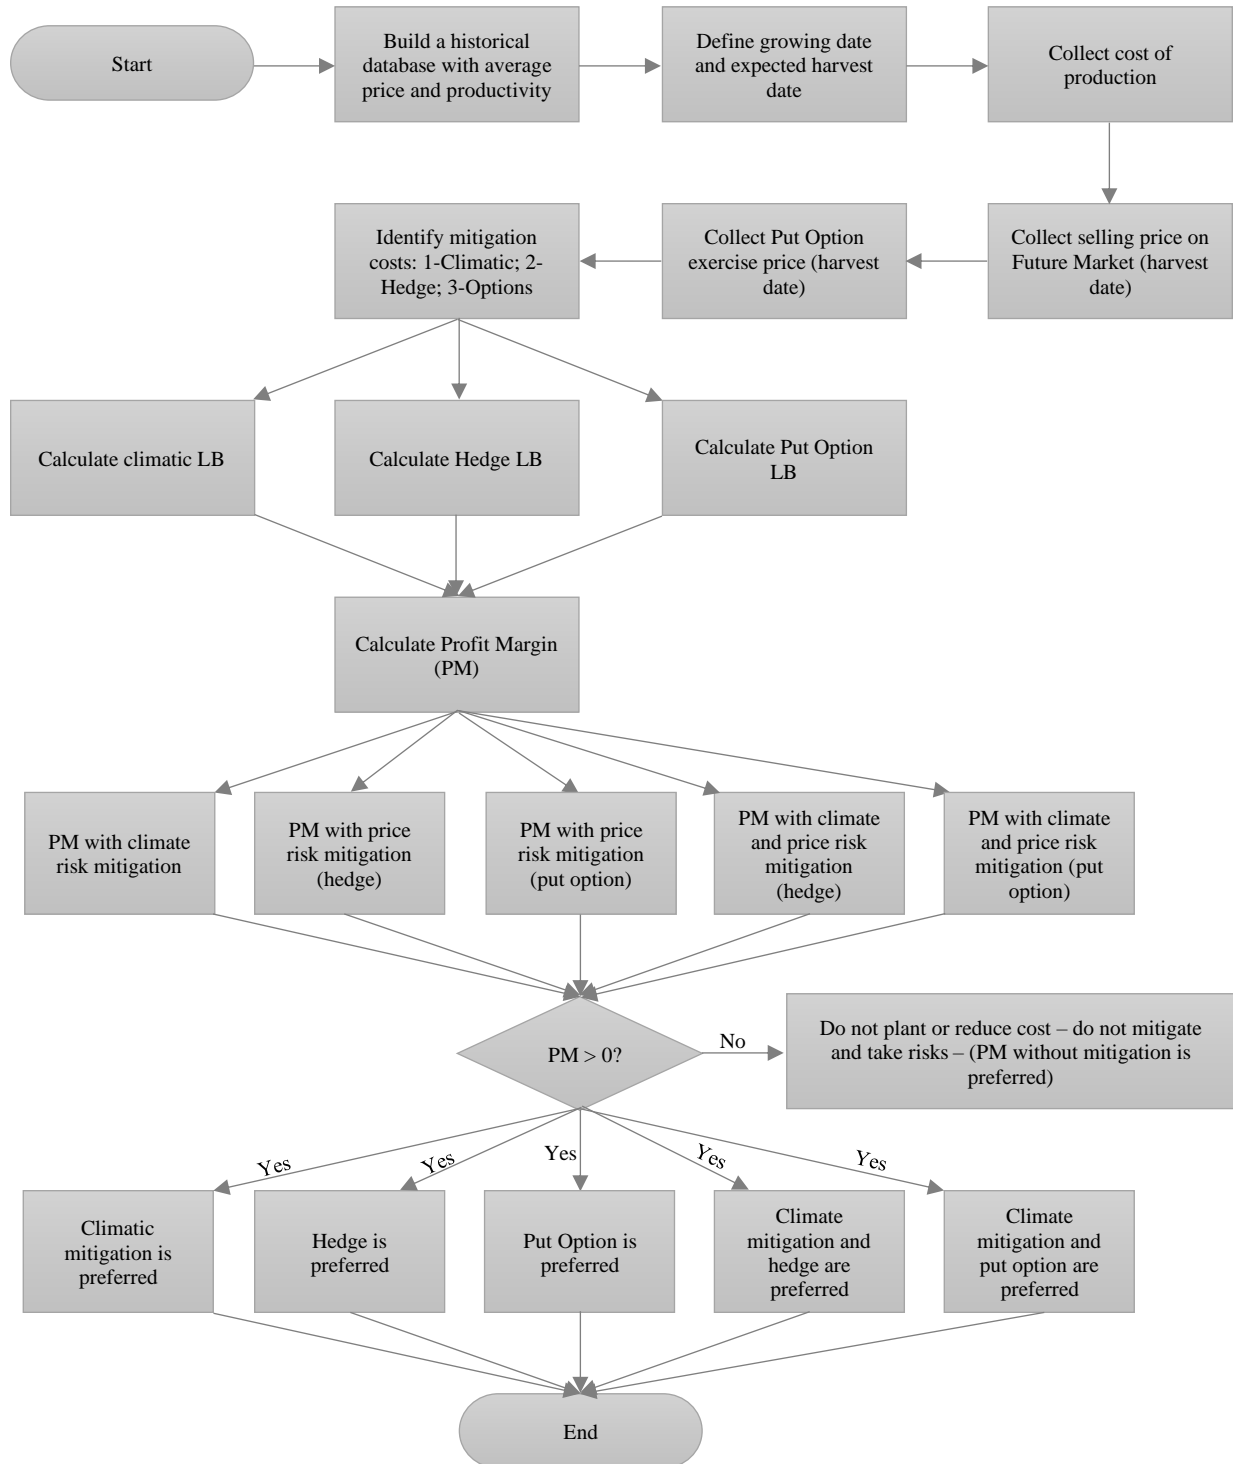 Start
Build a historical
database with average
price and productivity
Define growing date
and expected harvest
date
Collect cost of
production
Identify mitigation
costs: 1-Climatic; 2-
Hedge; 3-Options
Collect Put Option
exercise price (harvest
date)
Collect selling price on
Future Market (harvest
date)
Calculate climatic LB
Calculate Hedge LB
Calculate Put Option
LB
Calculate Profit Margin
(PM)
PM with climate
risk mitigation
PM with price
risk mitigation
(hedge)
PM with price
risk mitigation
(put option)
PM with climate
and price risk
mitigation
(hedge)
PM with climate
and price risk
mitigation (put
option)
PM > 0?
No
Do not plant or reduce cost – do not mitigate
and take risks – (PM without mitigation is
preferred)
Yes
Yes
Yes
Yes
Yes
Climatic
mitigation is
preferred
Hedge is
preferred
Put Option is
preferred
Climate
mitigation and
hedge are
preferred
Climate
mitigation and
put option are
preferred
End